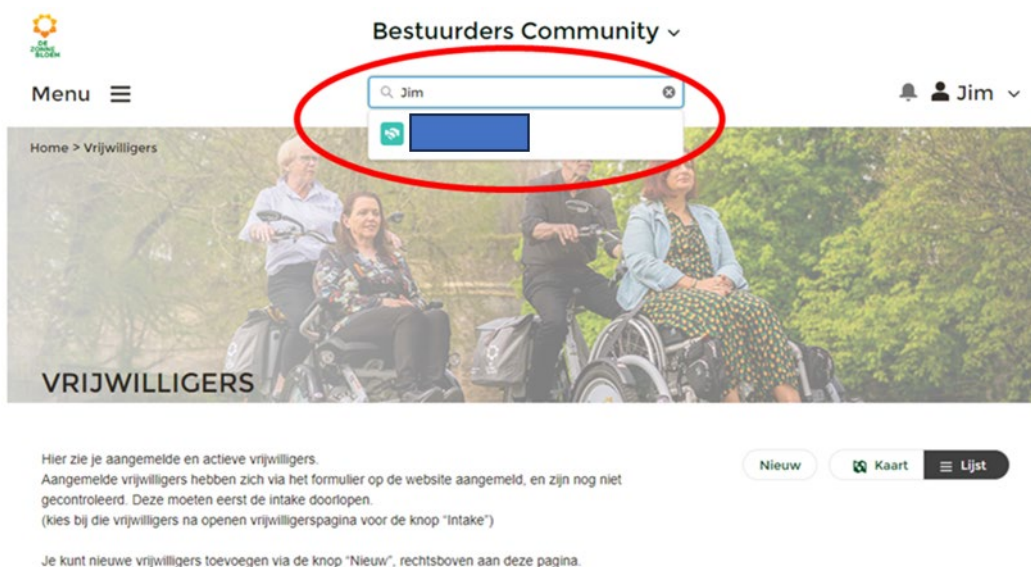 DE
ZONNE
BLOEM
Bestuurders Community
Menu
Jim
Jim
Home > Vrijwilligers
VRIJWILLIGERS
Hier zie je aangemelde en actieve vrijwilligers.
Aangemelde vrijwilligers hebben zich via het formulier op de website aangemeld, en zijn nog niet
gecontroleerd. Deze moeten eerst de intake doorlopen.
(kies bij die vrijwilligers na openen vrijwilligerspagina voor de knop "Intake")
Nieuw
Kaart
Lijst
Je kunt nieuwe vrijwilligers toevoegen via de knop "Nieuw", rechtsboven aan deze pagina.